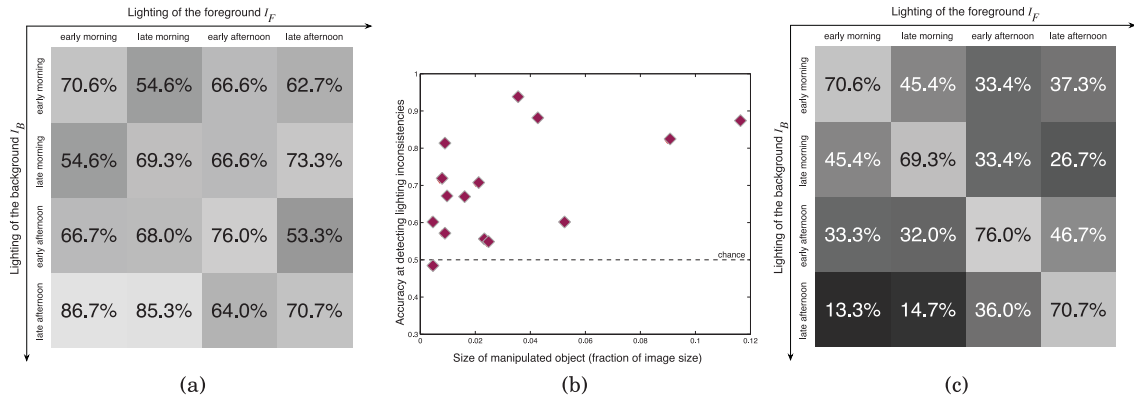 Lighting of the foreground I_F
early morning late morning early afternoon late afternoon
Lighting of the background I_B
early morning
70.6% 54.6% 66.6% 62.7%
late morning
54.6% 69.3% 66.6% 73.3%
early afternoon
66.7% 68.0% 76.0% 53.3%
late afternoon
86.7% 85.3% 64.0% 70.7%
(a)
Accuracy at detecting lighting inconsistencies
1
0.9
0.8
0.7
0.6
0.5
0.4
0.3
chance
0 0.02 0.04 0.06 0.08 0.1 0.12
Size of manipulated object (fraction of image size)
(b)
Lighting of the foreground I_F
early morning late morning early afternoon late afternoon
Lighting of the background I_B
early morning
70.6% 45.4% 33.4% 37.3%
late morning
45.4% 69.3% 33.4% 26.7%
early afternoon
33.3% 32.0% 76.0% 46.7%
late afternoon
13.3% 14.7% 36.0% 70.7%
(c)